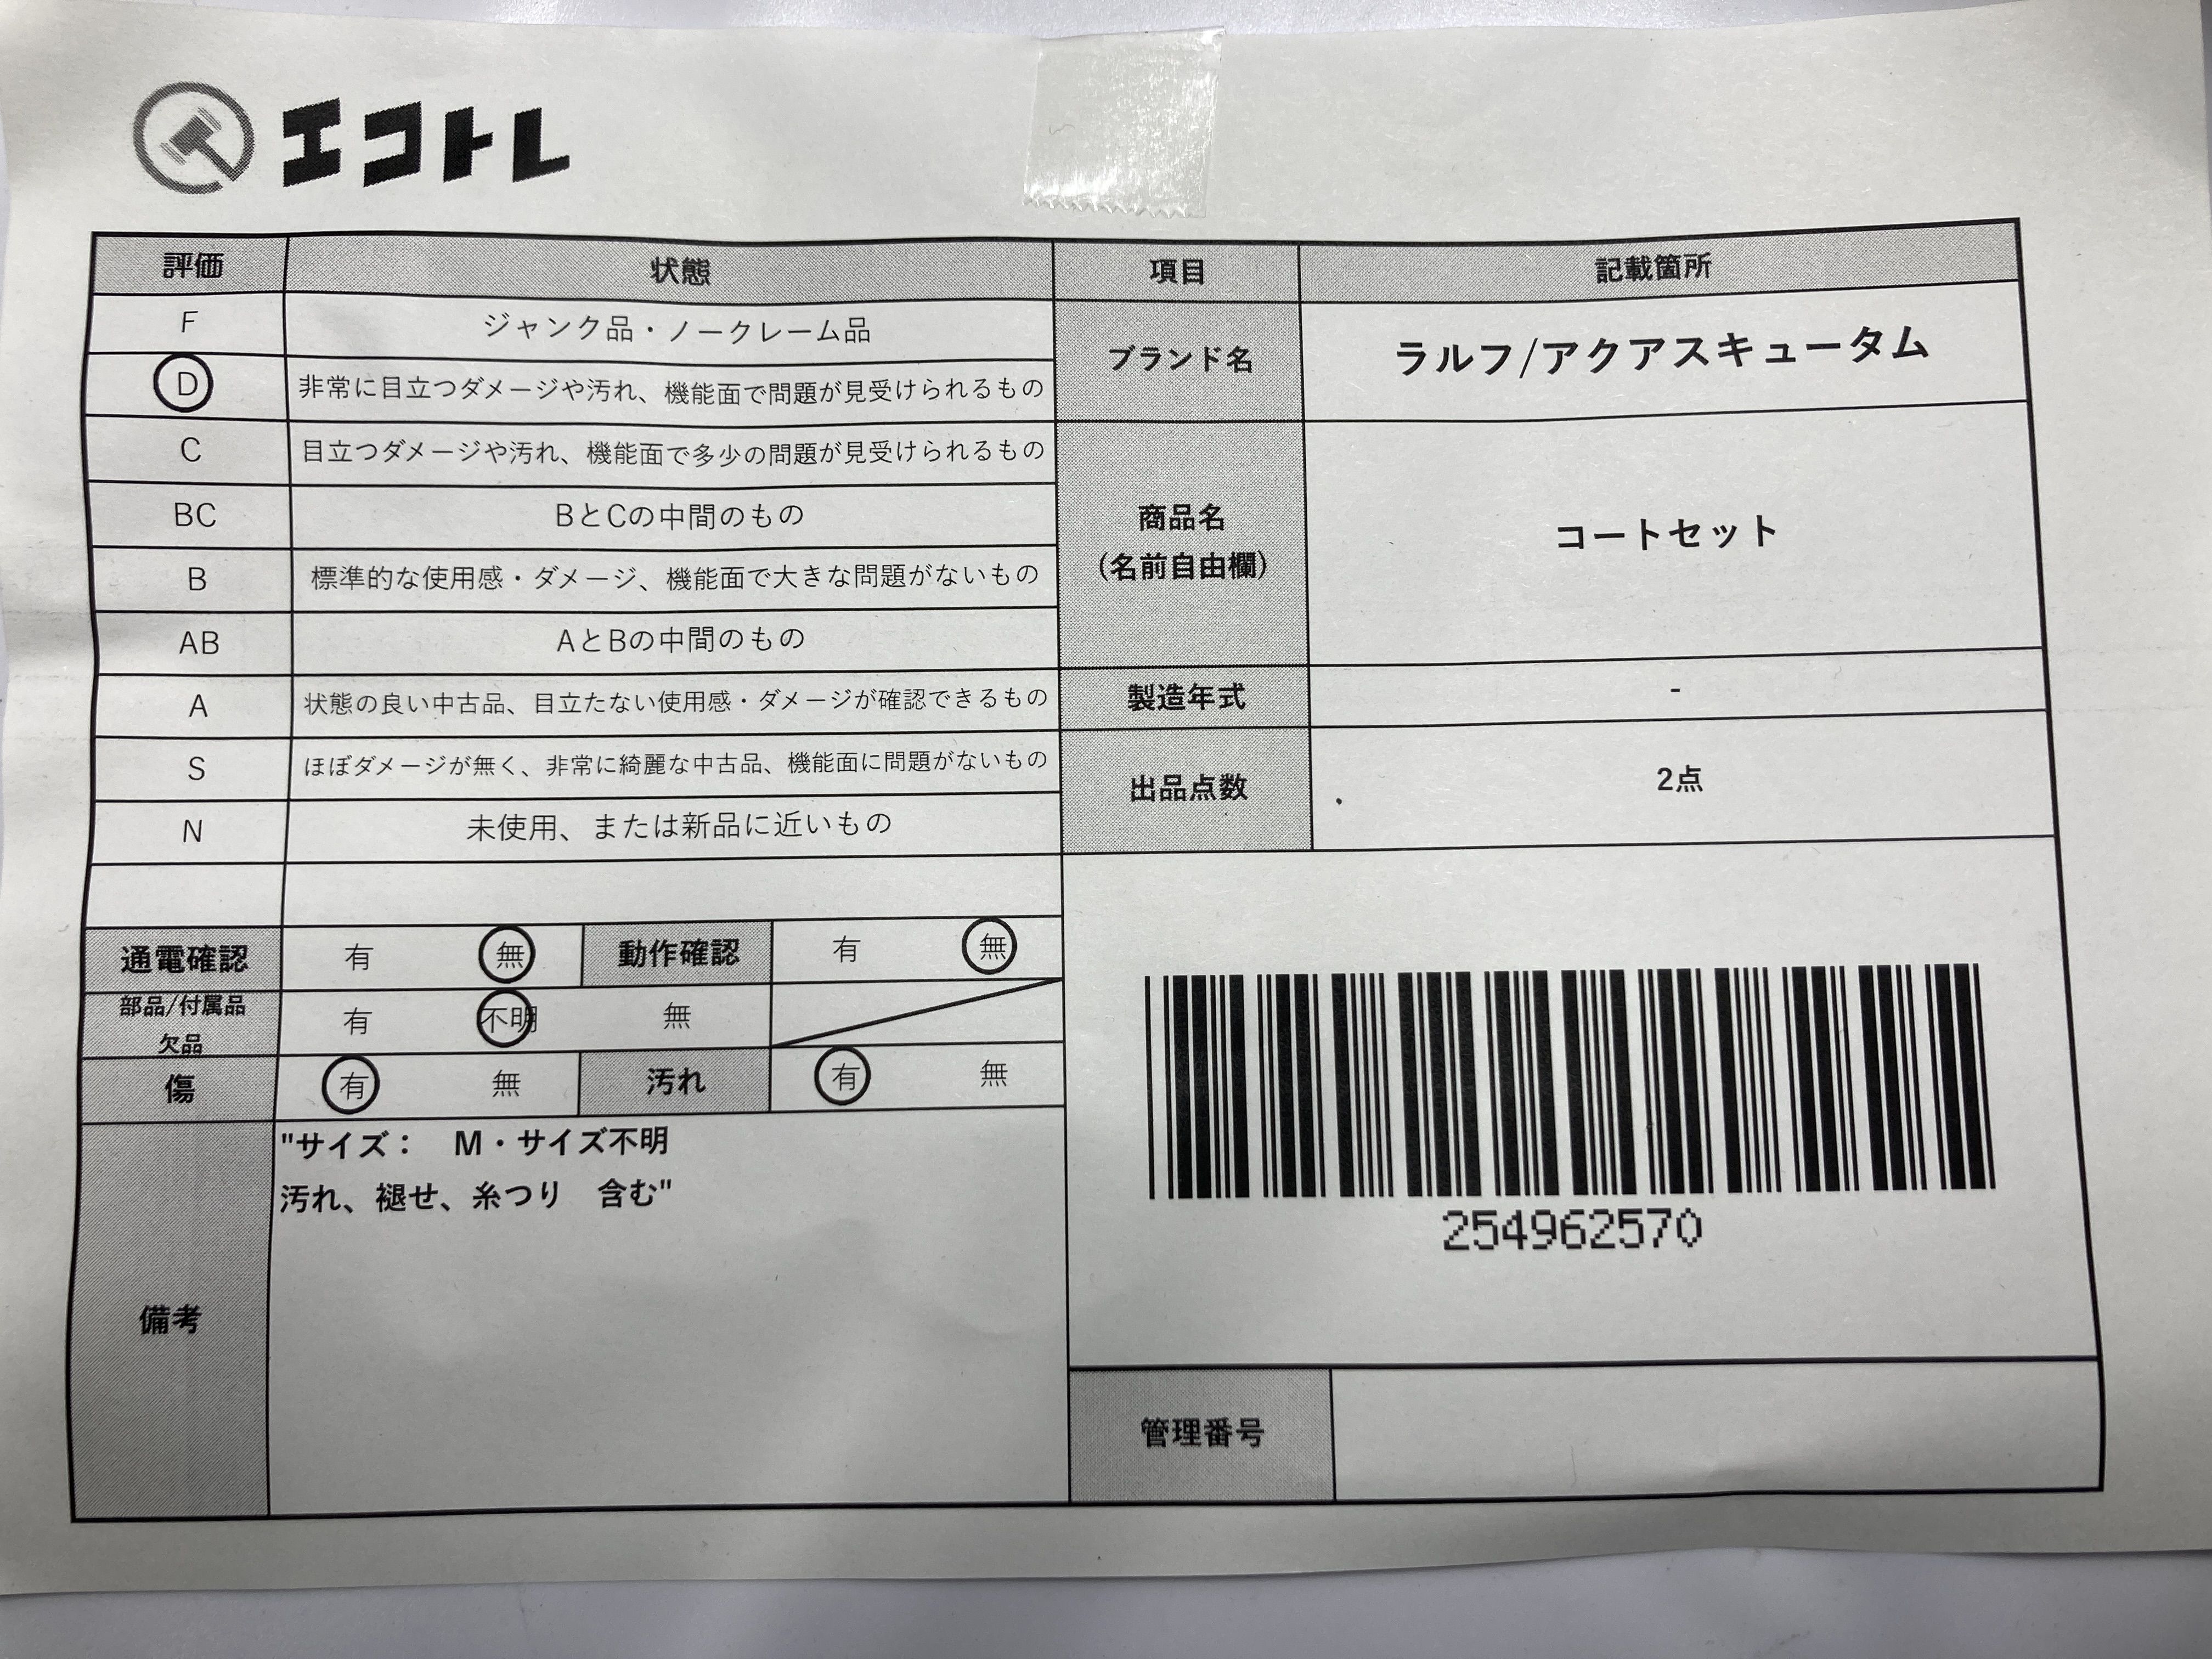 エコトレ
評価 状態 項目 記載箇所
F ジャンク品・ノークレーム品
D 非常に目立つダメージや汚れ、機能面で問題が見受けられるもの
ブランド名 ラルフ/アクアスキュータム
C 目立つダメージや汚れ、機能面で多少の問題が見受けられるもの
BC BとCの中間のもの
B 標準的な使用感・ダメージ、機能面で大きな問題がないもの
AB AとBの中間のもの
商品名
(名前自由欄)
コートセット
A 状態の良い中古品、目立たない使用感・ダメージが確認できるもの
製造年式 -
S ほぼダメージが無く、非常に綺麗な中古品、機能面に問題がないもの
N 未使用、または新品に近いもの
出品点数 2点
通電確認 有 無 動作確認 有 無
部品/付属品
欠品
有 不明 無
傷 有 無 汚れ 有 無
備考
"サイズ： M・サイズ不明
汚れ、褪せ、糸つり 含む"
254962570
管理番号